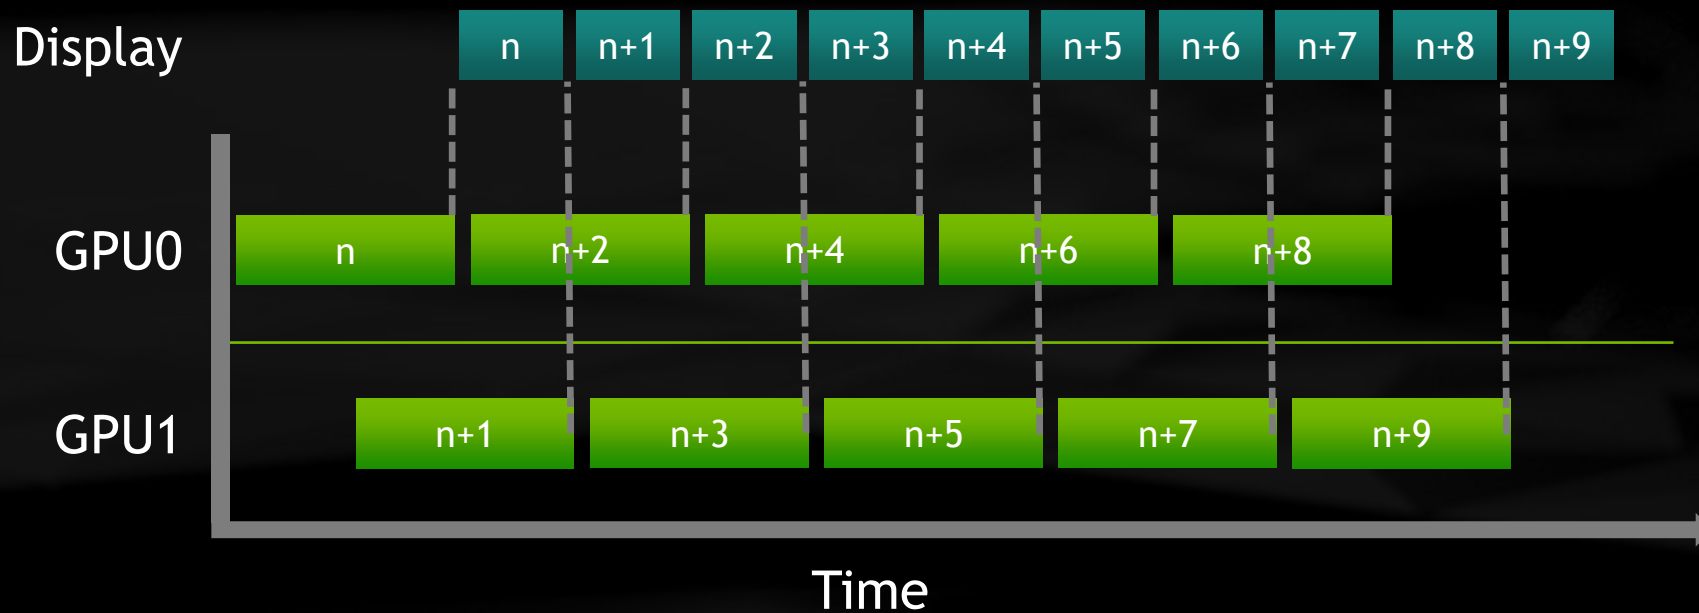 Display n n+1 n+2 n+3 n+4 n+5 n+6 n+7 n+8 n+9
GPU0 n n+2 n+4 n+6 n+8
GPU1 n+1 n+3 n+5 n+7 n+9
Time